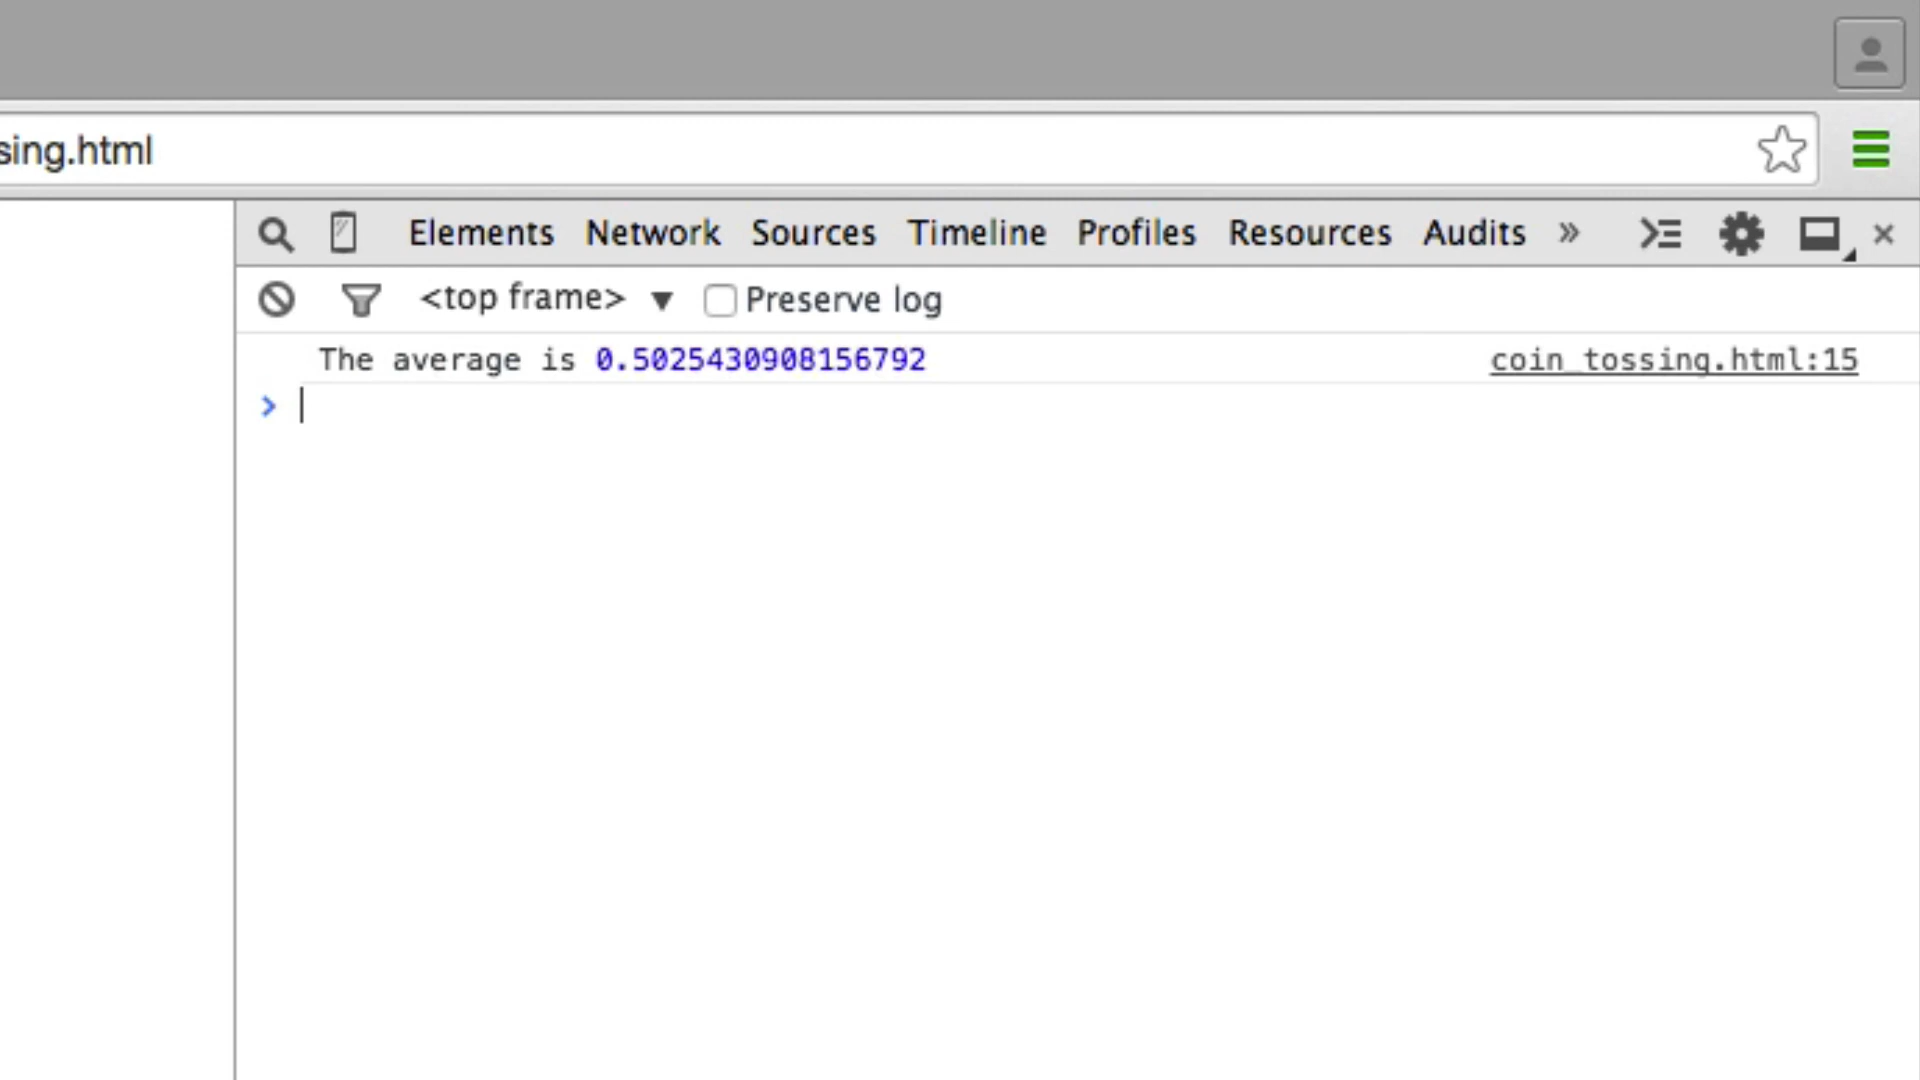 sing.html
Elements Network Sources Timeline Profiles Resources Audits »
<top frame> ▼ Preserve log
The average is 0.5025430908156792 coin_tossing.html:15
>